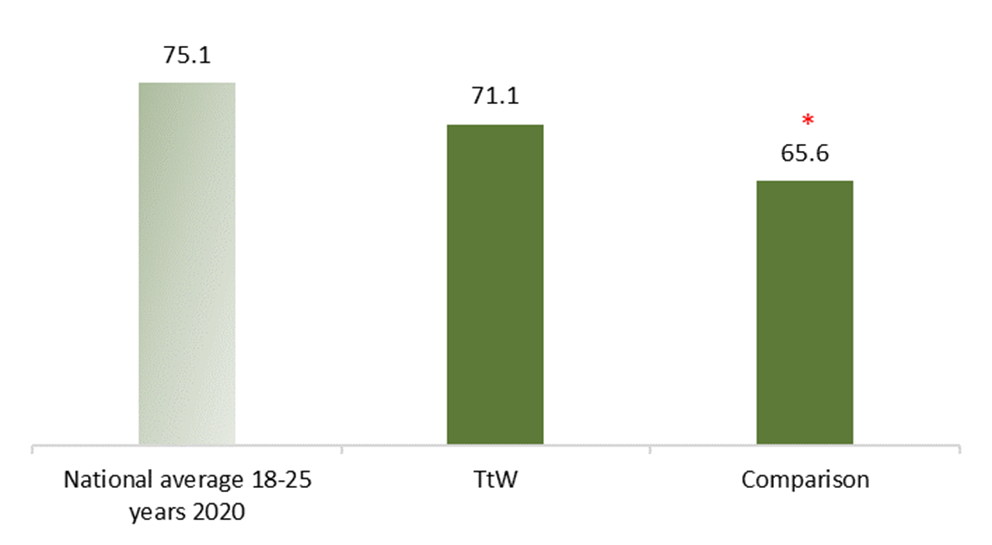 75.1
71.1
*
65.6
National average 18-25
years 2020
TtW
Comparison